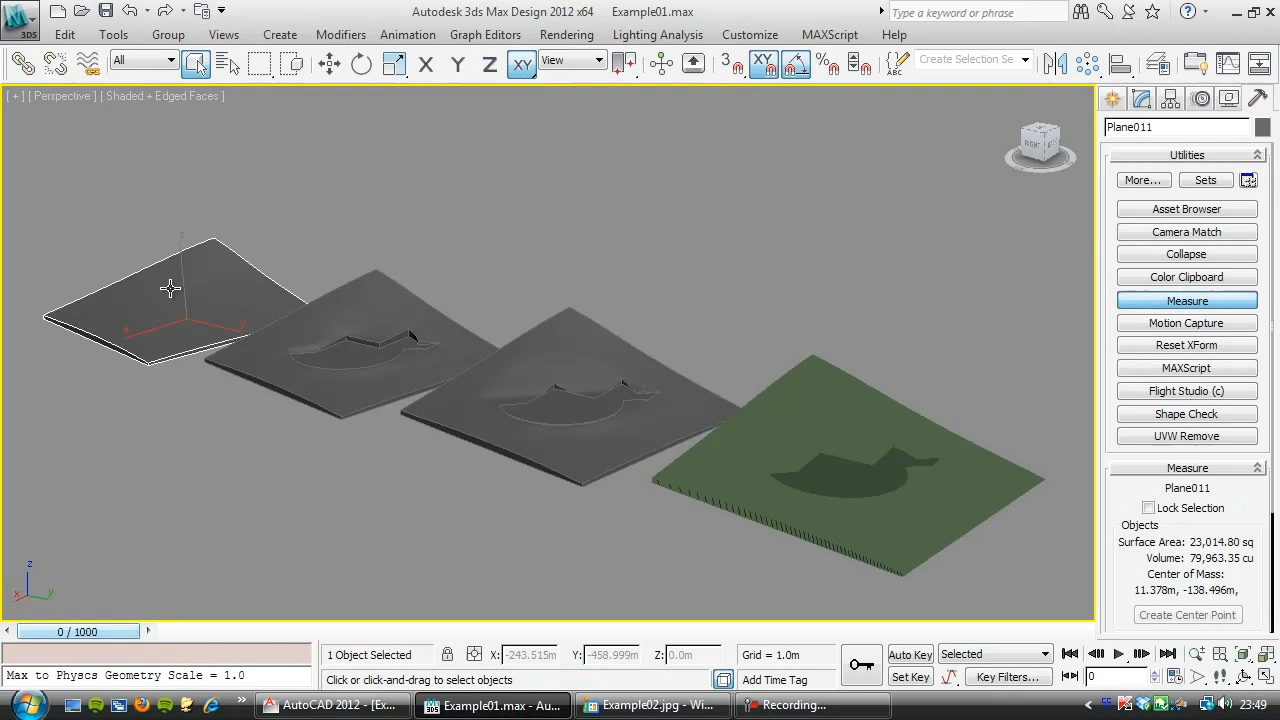 Autodesk 3ds Max Design 2012 x64 Example01.max
Type a keyword or phrase
3DS
Edit Tools Group Views Create Modifiers Animation Graph Editors Rendering Lighting Analysis Customize MAXScript Help
All
X Y Z XY
View
3
XY
%
ABC
Create Selection Se
[ + ] [ Perspective ] [ Shaded + Edged Faces ]
RIGHT
Plane011
Utilities
More... Sets
Asset Browser
Camera Match
Collapse
Color Clipboard
Measure
Motion Capture
Reset XForm
MAXScript
Flight Studio (c)
Shape Check
UVW Remove
Measure
Plane011
Lock Selection
Objects
Surface Area: 23,014.80 sq
Volume: 79,963.35 cu
Center of Mass:
11.378m, -138.496m,
Create Center Point
z
x
y
z
x
y
0 / 1000
1 Object Selected X: -243.515m Y: -458.999m Z: 0.0m Grid = 1.0m Auto Key Selected
Max to Physcs Geometry Scale = 1.0 Click or click-and-drag to select objects Add Time Tag Set Key Key Filters... 0
AutoCAD 2012 - [Ex... Example01.max - Au... Example02.jpg - Wi... Recording... 23:49